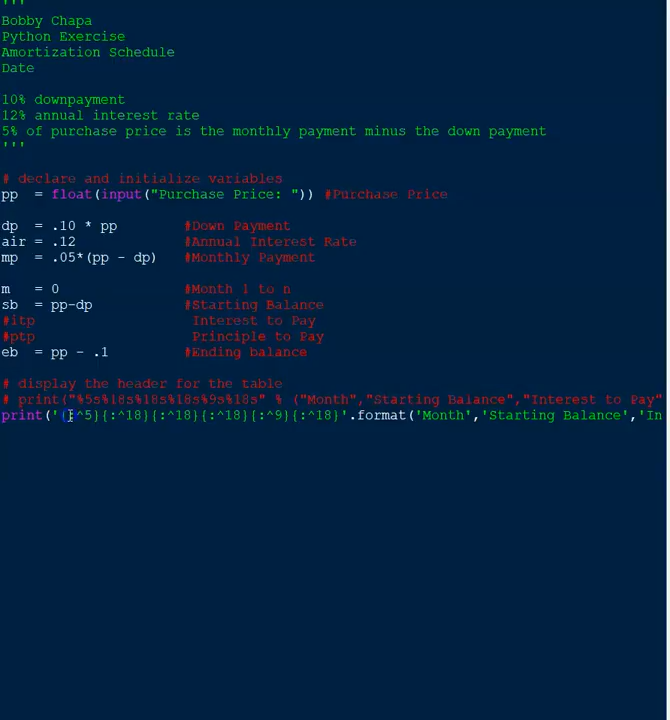 '''
Bobby Chapa
Python Exercise
Amortization Schedule
Date
10% downpayment
12% annual interest rate
5% of purchase price is the monthly payment minus the down payment
'''
# declare and initialize variables
pp  = float(input("Purchase Price: ")) #Purchase Price
dp  = .10 * pp        #Down Payment
air = .12             #Annual Interest Rate
mp  = .05*(pp - dp)   #Monthly Payment
m   = 0               #Month 1 to n
sb  = pp-dp           #Starting Balance
#itp                   Interest to Pay
#ptp                   Principle to Pay
eb  = pp - .1         #Ending balance
# display the header for the table
# print("%5s%18s%18s%18s%9s%18s" % ("Month","Starting Balance","Interest to Pay"
print('{:^5}{:^18}{:^18}{:^18}{:^9}{:^18}'.format('Month','Starting Balance','In